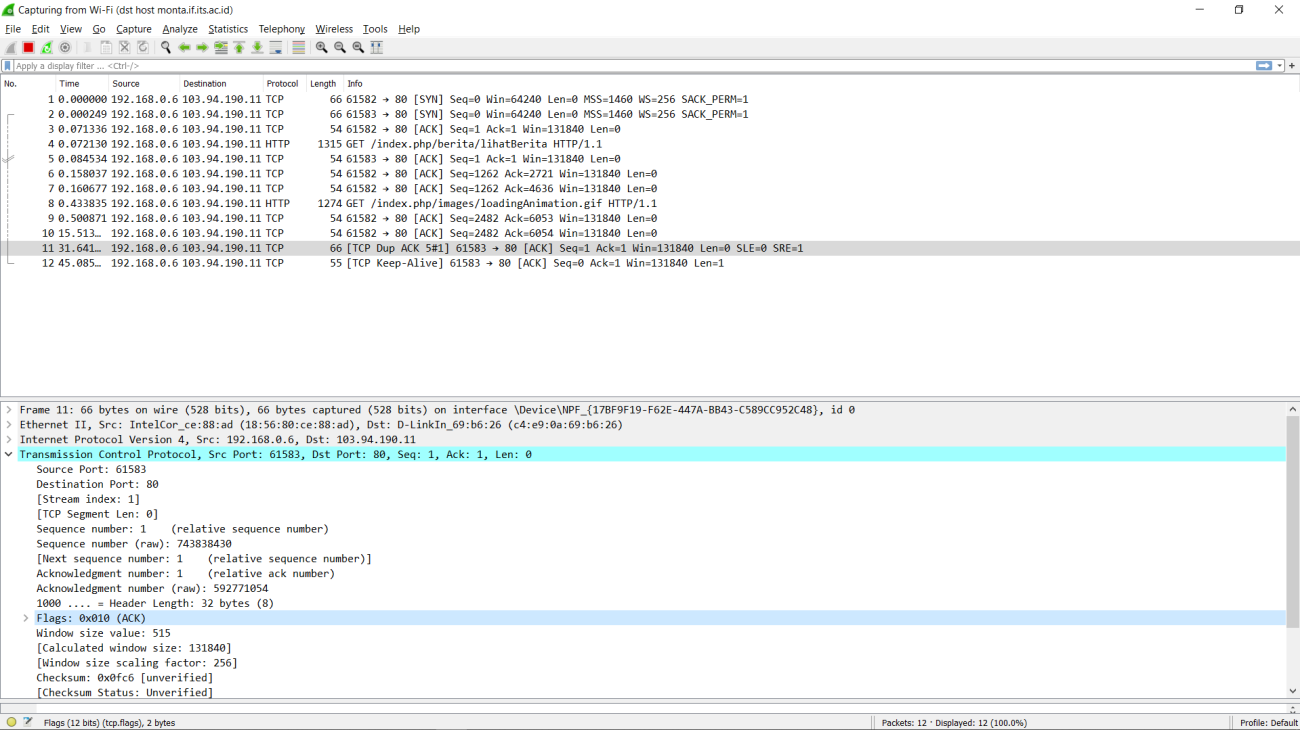 Capturing from Wi-Fi (dst host monta.if.its.ac.id)
File Edit View Go Capture Analyze Statistics Telephony Wireless Tools Help
Apply a display filter ... <Ctrl-/>
No. Time Source Destination Protocol Length Info
1 0.000000 192.168.0.6 103.94.190.11 TCP 66 61582 → 80 [SYN] Seq=0 Win=64240 Len=0 MSS=1460 WS=256 SACK_PERM=1
2 0.000249 192.168.0.6 103.94.190.11 TCP 66 61583 → 80 [SYN] Seq=0 Win=64240 Len=0 MSS=1460 WS=256 SACK_PERM=1
3 0.071336 192.168.0.6 103.94.190.11 TCP 54 61582 → 80 [ACK] Seq=1 Ack=1 Win=131840 Len=0
4 0.072130 192.168.0.6 103.94.190.11 HTTP 1315 GET /index.php/berita/lihatBerita HTTP/1.1
5 0.084534 192.168.0.6 103.94.190.11 TCP 54 61583 → 80 [ACK] Seq=1 Ack=1 Win=131840 Len=0
6 0.158037 192.168.0.6 103.94.190.11 TCP 54 61582 → 80 [ACK] Seq=1262 Ack=2721 Win=131840 Len=0
7 0.160677 192.168.0.6 103.94.190.11 TCP 54 61582 → 80 [ACK] Seq=1262 Ack=4636 Win=131840 Len=0
8 0.433835 192.168.0.6 103.94.190.11 HTTP 1274 GET /index.php/images/loadingAnimation.gif HTTP/1.1
9 0.500871 192.168.0.6 103.94.190.11 TCP 54 61582 → 80 [ACK] Seq=2482 Ack=6053 Win=131840 Len=0
10 15.513… 192.168.0.6 103.94.190.11 TCP 54 61582 → 80 [ACK] Seq=2482 Ack=6054 Win=131840 Len=0
11 31.641… 192.168.0.6 103.94.190.11 TCP 66 [TCP Dup ACK 5#1] 61583 → 80 [ACK] Seq=1 Ack=1 Win=131840 Len=0 SLE=0 SRE=1
12 45.085… 192.168.0.6 103.94.190.11 TCP 55 [TCP Keep-Alive] 61583 → 80 [ACK] Seq=0 Ack=1 Win=131840 Len=1
Frame 11: 66 bytes on wire (528 bits), 66 bytes captured (528 bits) on interface \Device\NPF_{17BF9F19-F62E-447A-BB43-C589CC952C48}, id 0
Ethernet II, Src: IntelCor_ce:88:ad (18:56:80:ce:88:ad), Dst: D-LinkIn_69:b6:26 (c4:e9:0a:69:b6:26)
Internet Protocol Version 4, Src: 192.168.0.6, Dst: 103.94.190.11
Transmission Control Protocol, Src Port: 61583, Dst Port: 80, Seq: 1, Ack: 1, Len: 0
Source Port: 61583
Destination Port: 80
[Stream index: 1]
[TCP Segment Len: 0]
Sequence number: 1 (relative sequence number)
Sequence number (raw): 743838430
[Next sequence number: 1 (relative sequence number)]
Acknowledgment number: 1 (relative ack number)
Acknowledgment number (raw): 592771054
1000 .... = Header Length: 32 bytes (8)
Flags: 0x010 (ACK)
Window size value: 515
[Calculated window size: 131840]
[Window size scaling factor: 256]
Checksum: 0x0fc6 [unverified]
[Checksum Status: Unverified]
Flags (12 bits) (tcp.flags), 2 bytes
Packets: 12 · Displayed: 12 (100.0%)
Profile: Default